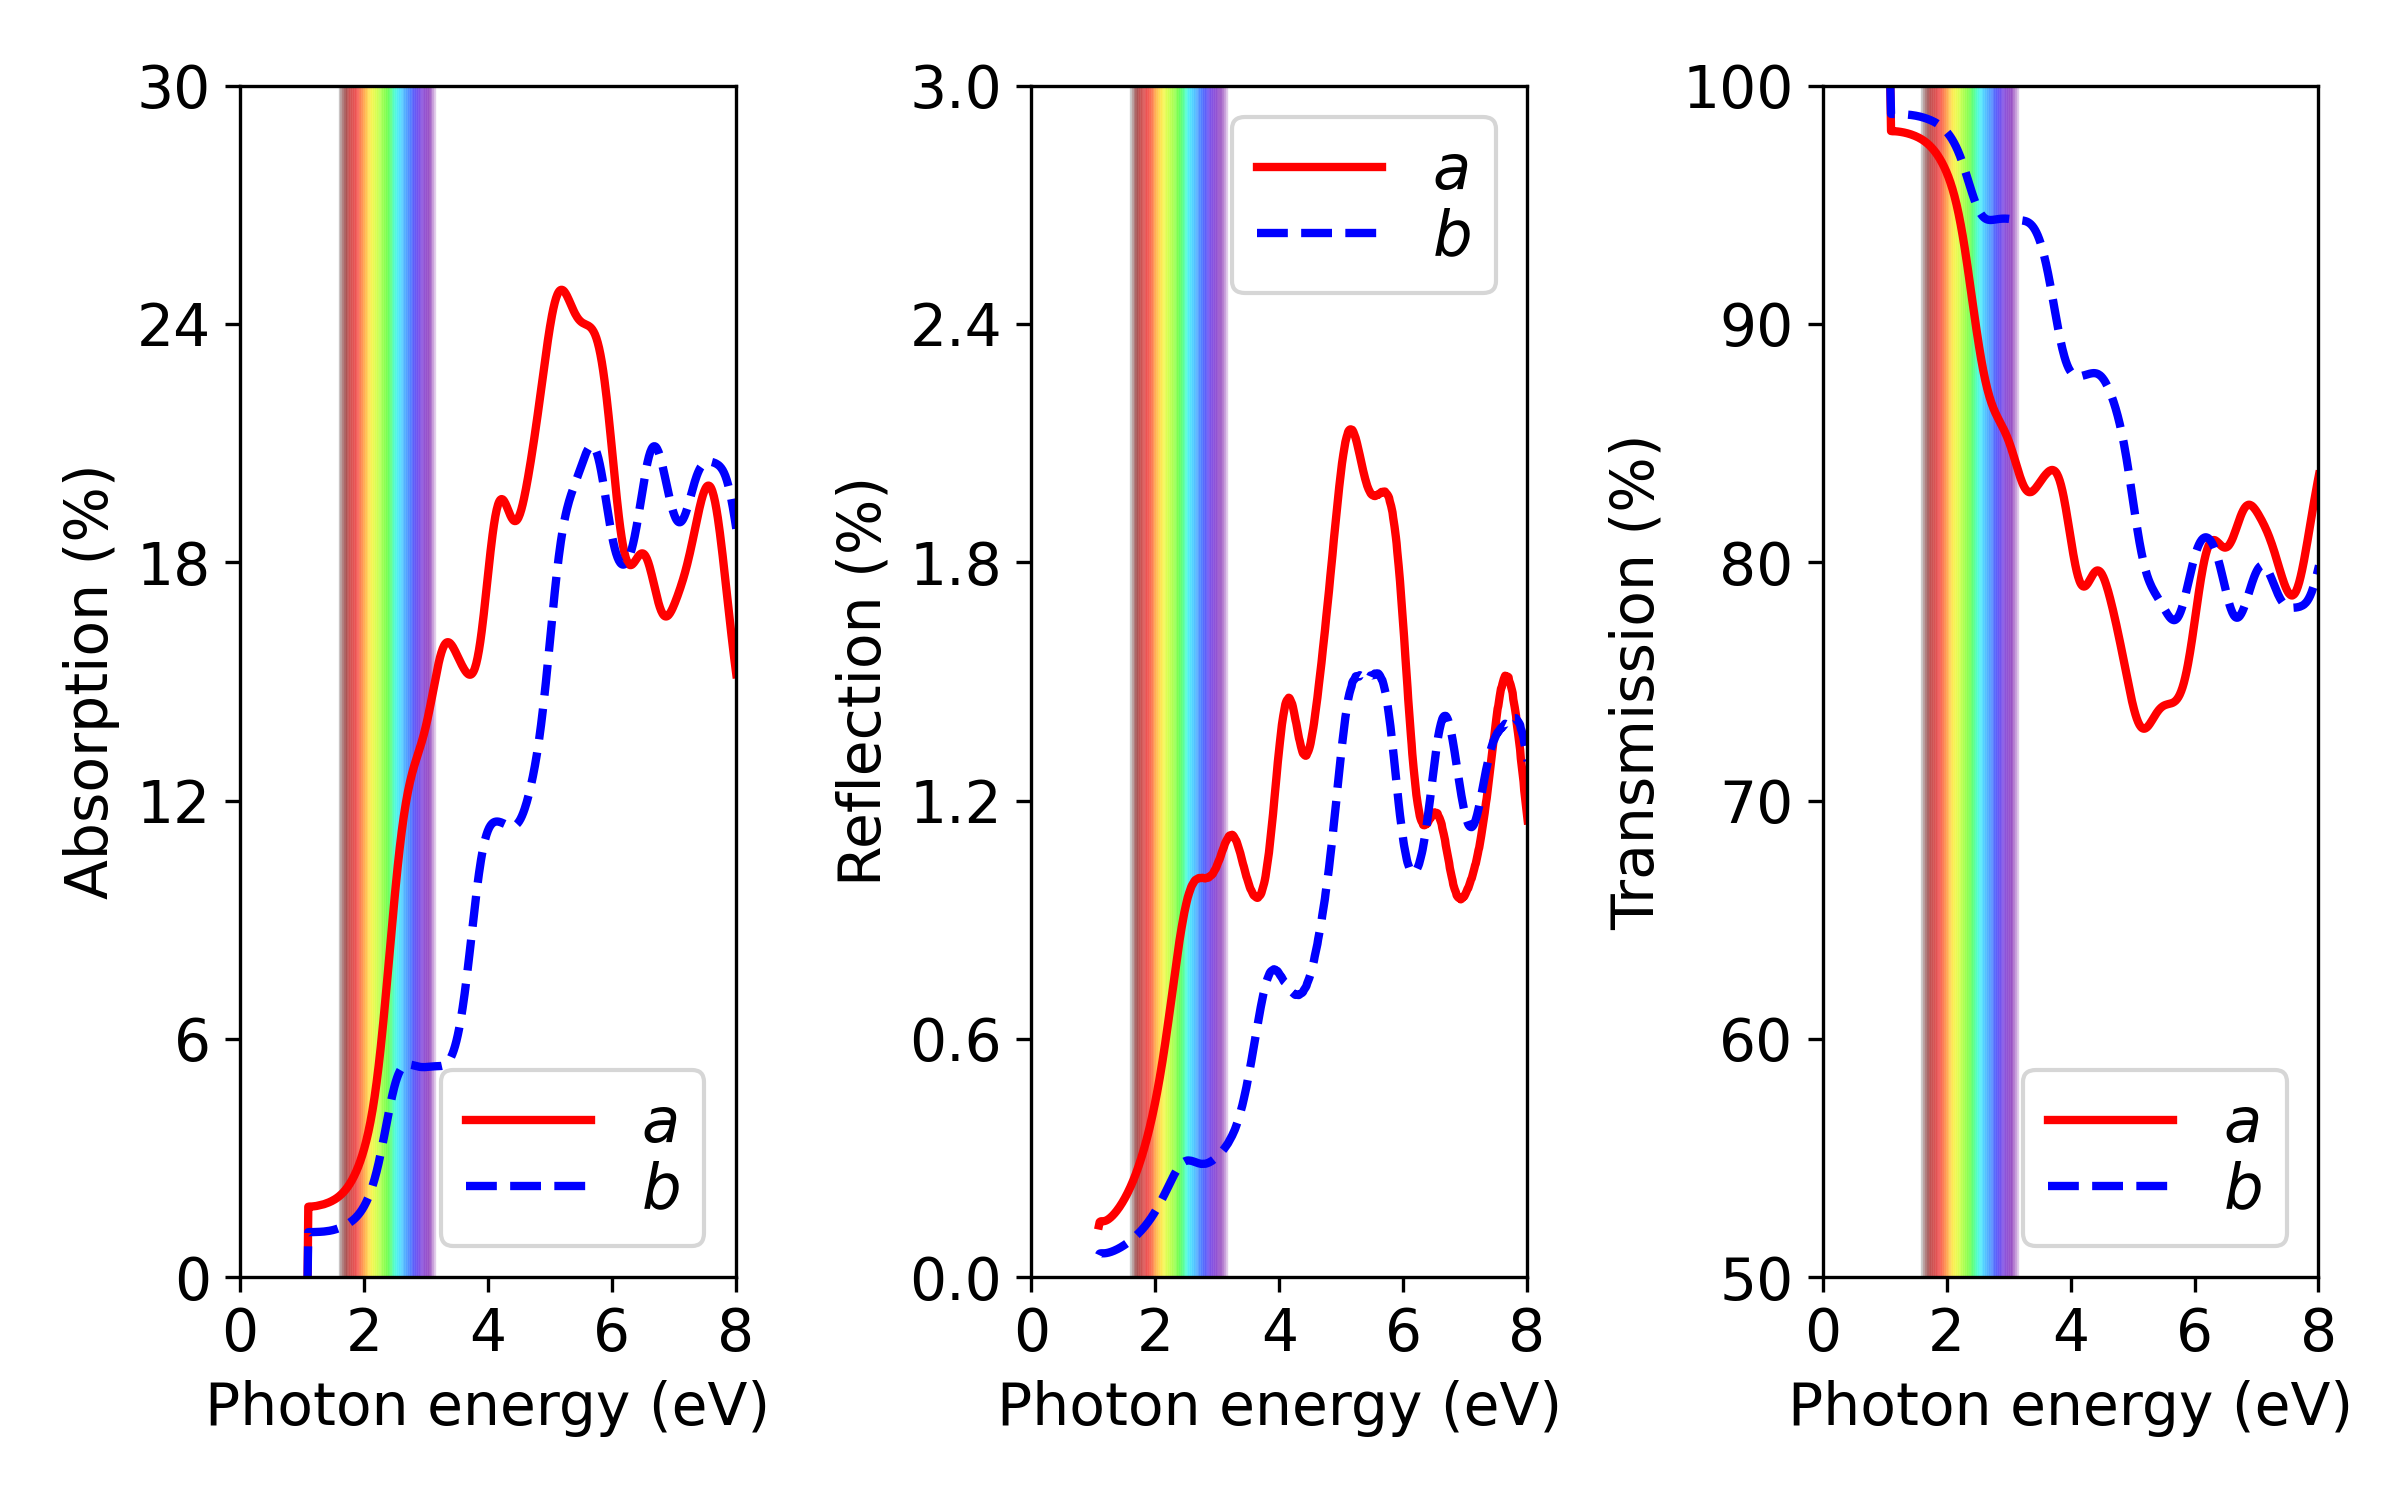 Absorption (%)
30
24
18
12
6
0
0 2 4 6 8
Photon energy (eV)
a
b
Reflection (%)
3.0
2.4
1.8
1.2
0.6
0.0
0 2 4 6 8
Photon energy (eV)
a
b
Transmission (%)
100
90
80
70
60
50
0 2 4 6 8
Photon energy (eV)
a
b